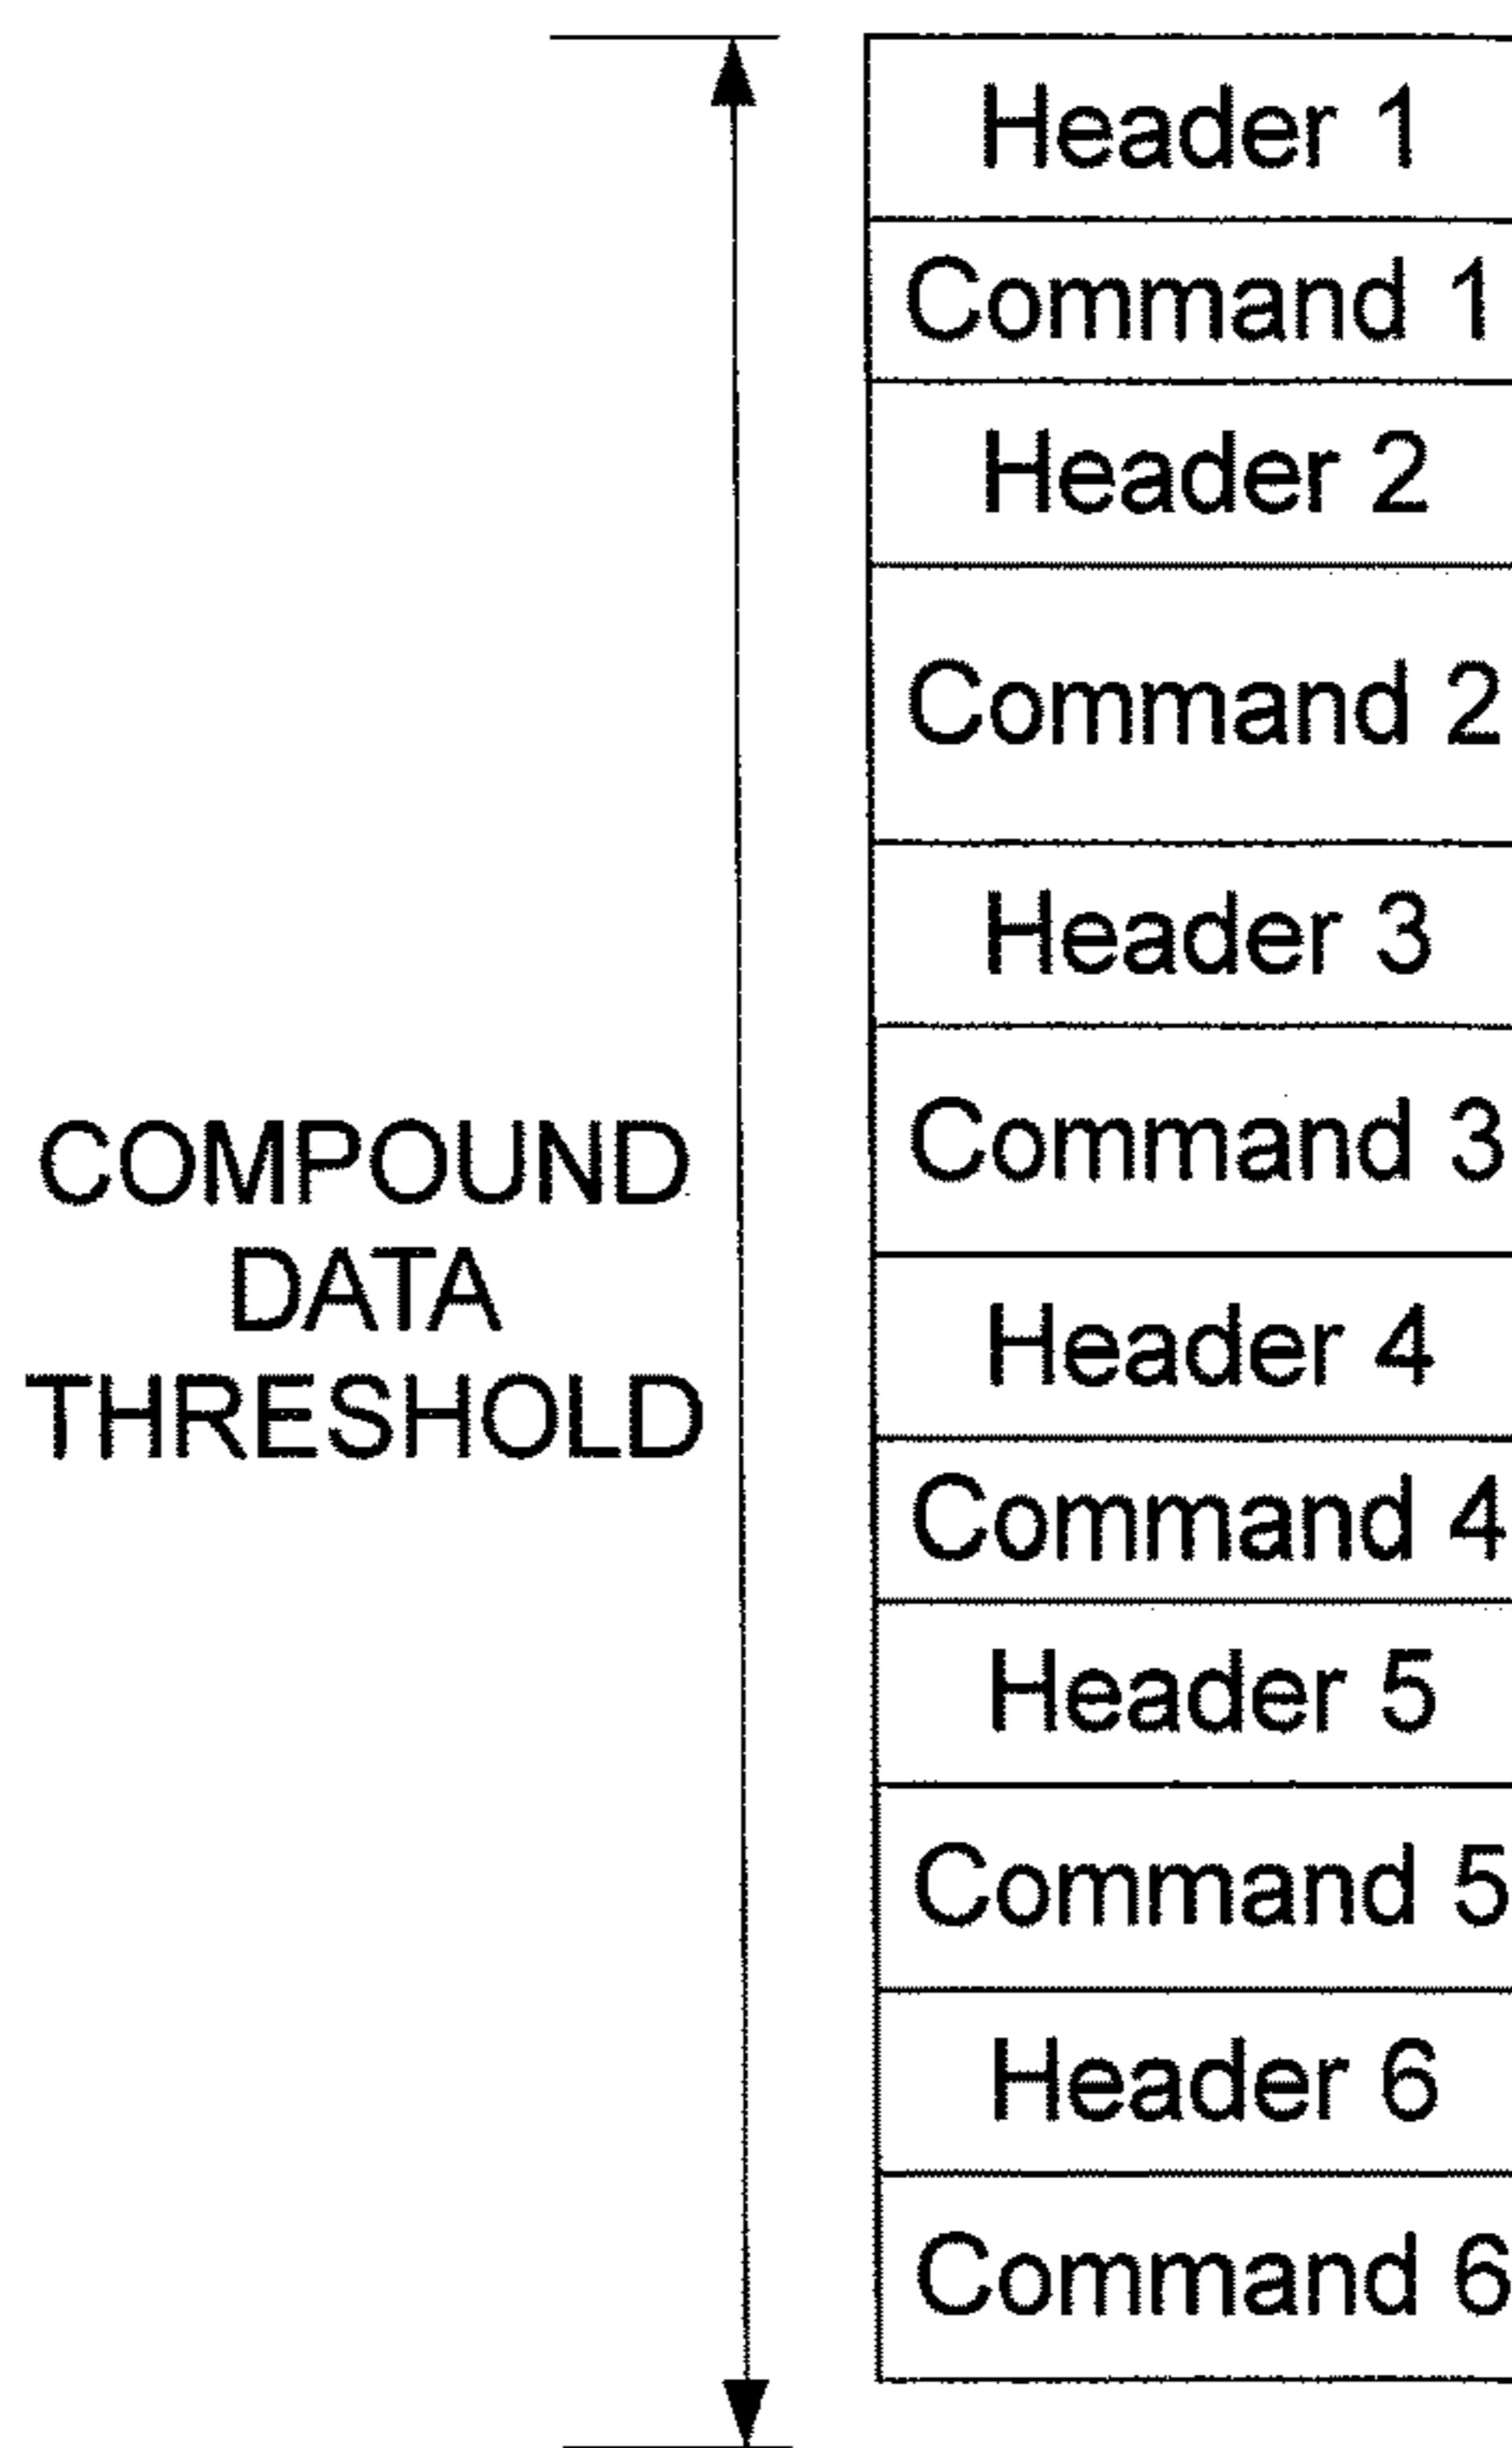 COMPOUND
DATA
THRESHOLD
Header 1
Command 1
Header 2
Command 2
Header 3
Command 3
Header 4
Command 4
Header 5
Command 5
Header 6
Command 6